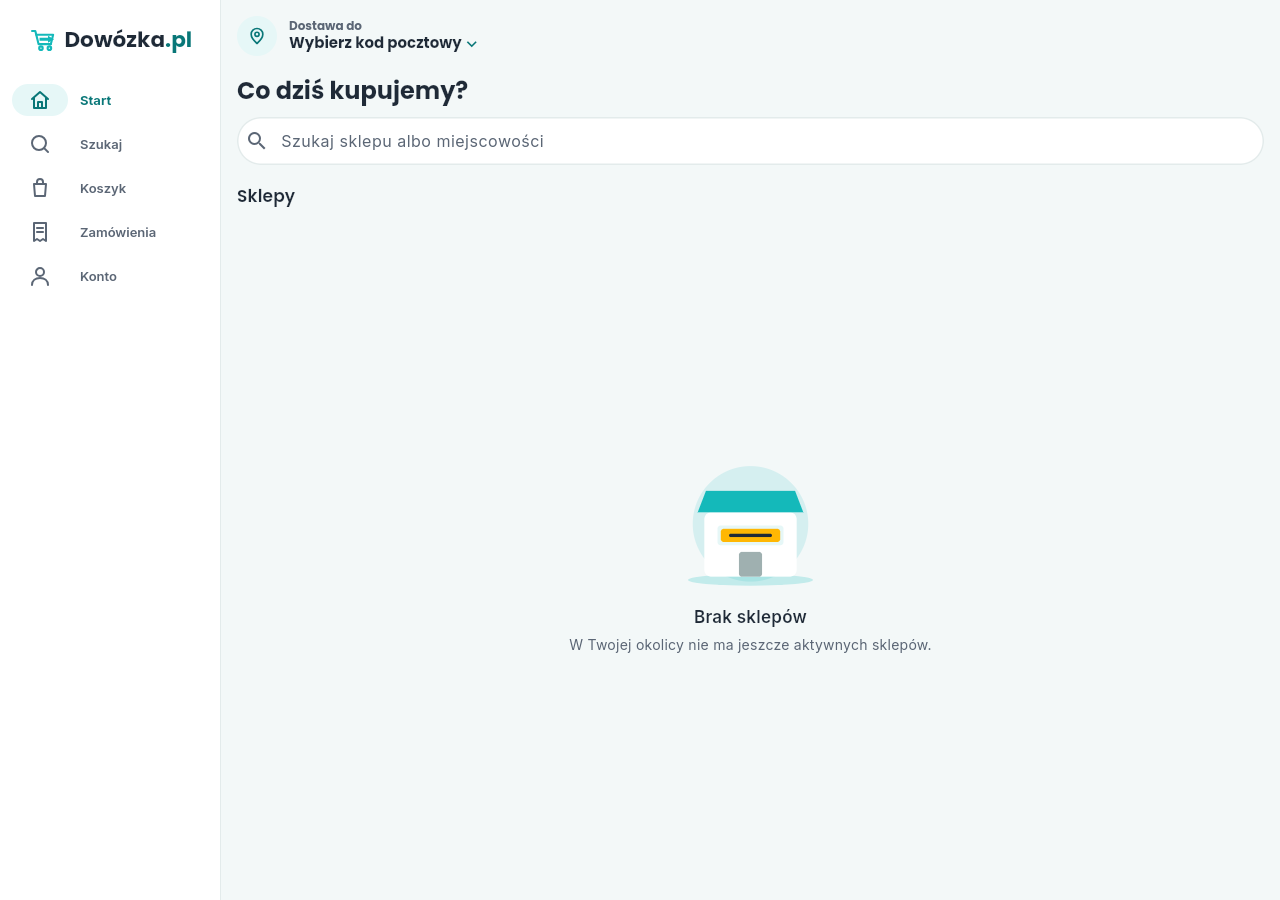 Dowózka.pl
Start
Szukaj
Koszyk
Zamówienia
Konto
Dostawa do
Wybierz kod pocztowy
Co dziś kupujemy?
Szukaj sklepu albo miejscowości
Sklepy
Brak sklepów
W Twojej okolicy nie ma jeszcze aktywnych sklepów.